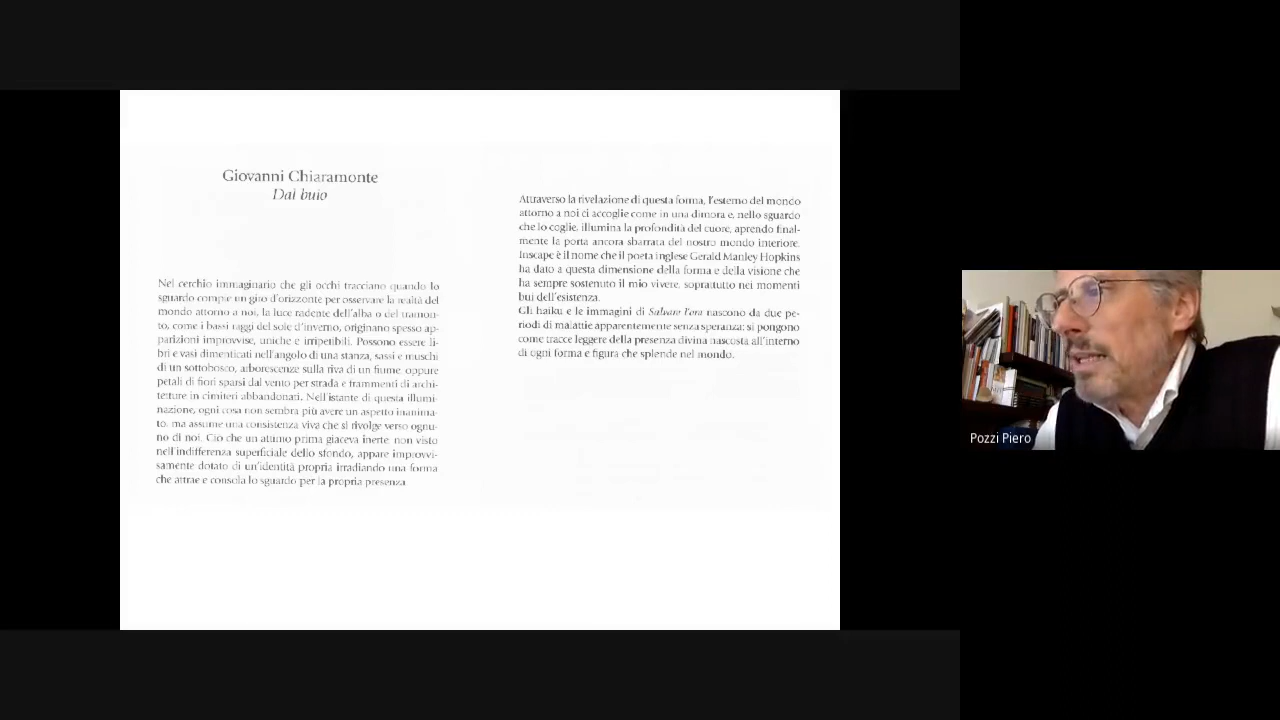 Giovanni Chiaramonte
Dal buio
Nel cerchio immaginario che gli occhi tracciano quando lo
sguardo compie un giro d'orizzonte per osservare la realtà del
mondo attorno a noi, la luce radente dell'alba o del tramon-
to, come i bassi raggi del sole d'inverno, originano spesso ap-
parizioni improvvise, uniche e irripetibili. Possono essere li-
bri e vasi dimenticati nell'angolo di una stanza, sassi e muschi
di un sottobosco, arborescenze sulla riva di un fiume, oppure
petali di fiori sparsi dal vento per strada e frammenti di archi-
tetture in cimiteri abbandonati. Nell'istante di questa illumi-
nazione, ogni cosa non sembra più avere un aspetto inanima-
to, ma assume una consistenza viva che si rivolge verso ognu-
no di noi. Ciò che un attimo prima giaceva inerte, non visto
nell'indifferenza superficiale dello sfondo, appare improvvi-
samente dotato di un'identità propria irradiando una forma
che attrae e consola lo sguardo per la propria presenza
Attraverso la rivelazione di questa forma, l'esterno del mondo
attorno a noi ci accoglie come in una dimora e, nello sguardo
che lo coglie, illumina la profondità del cuore, aprendo final-
mente la porta ancora sbarrata del nostro mondo interiore.
Inscape è il nome che il poeta inglese Gerald Manley Hopkins
ha dato a questa dimensione della forma e della visione che
ha sempre sostenuto il mio vivere, soprattutto nei momenti
bui dell'esistenza.
Gli haiku e le immagini di Salvare l'ora nascono da due pe-
riodi di malattie apparentemente senza speranza: si pongono
come tracce leggere della presenza divina nascosta all'interno
di ogni forma e figura che splende nel mondo.
Pozzi Piero